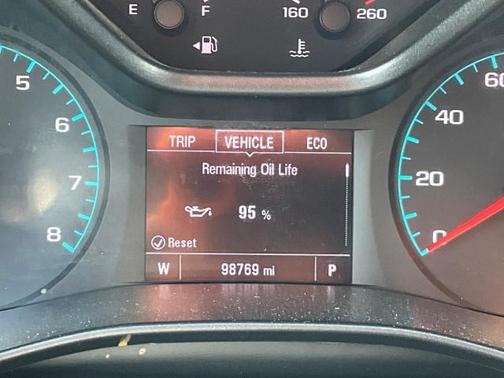 E F 160 260
5
6
7
8
TRIP VEHICLE ECO
Remaining Oil Life
95 %
Reset
W 98769 mi P
60
40
20
0